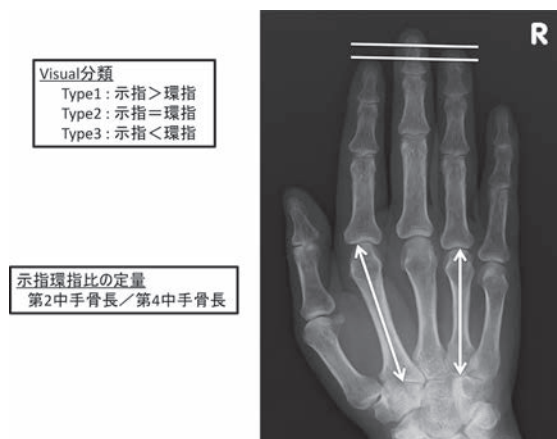 Visual分類
Type1 : 示指＞環指
Type2 : 示指＝環指
Type3 : 示指＜環指
示指環指比の定量
第2中手骨長／第4中手骨長
R